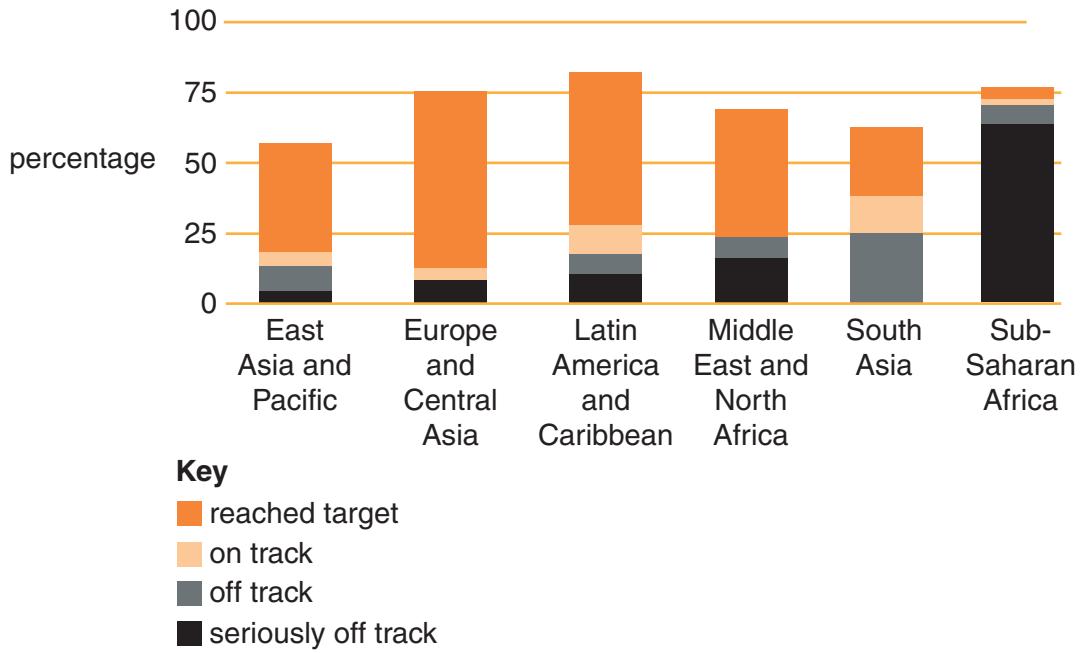 100
75
percentage
50
25
0
East
Asia and
Pacific
Europe
and
Central
Asia
Latin
America
and
Caribbean
Middle
East and
North
Africa
South
Asia
Sub-
Saharan
Africa
Key
reached target
on track
off track
seriously off track